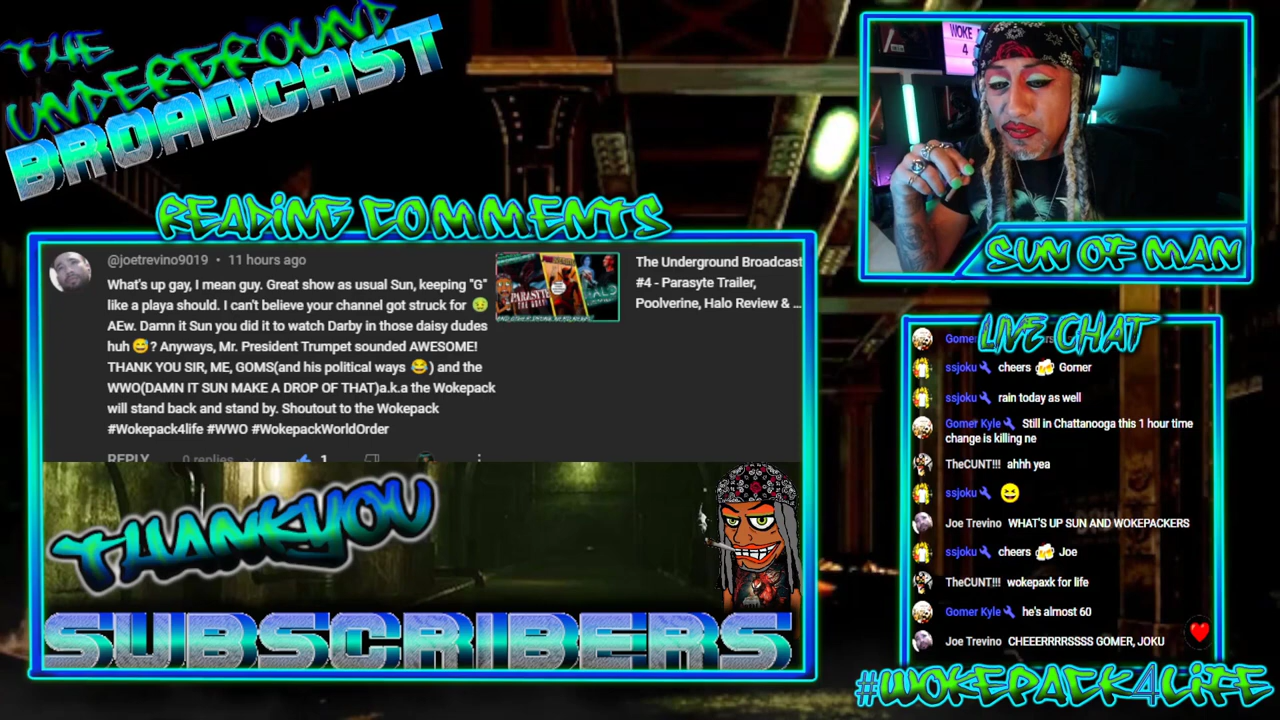 THE
UNDERGROUND
BROADCAST
WOKE
4
READING COMMENTS
@joetrevino9019 • 11 hours ago
What's up gay, I mean guy. Great show as usual Sun, keeping "G"
like a playa should. I can't believe your channel got struck for 🤢
AEw. Damn it Sun you did it to watch Darby in those daisy dudes
huh 😅? Anyways, Mr. President Trumpet sounded AWESOME!
THANK YOU SIR, ME, GOMS(and his political ways 😂) and the
WWO(DAMN IT SUN MAKE A DROP OF THAT)a.k.a the Wokepack
will stand back and stand by. Shoutout to the Wokepack
#Wokepack4life #WWO #WokepackWorldOrder
REPLY 0 replies 1
PARASYTE
HALO
The Underground Broadcast
#4 - Parasyte Trailer,
Poolverine, Halo Review & ...
THANKYOU
SUBSCRIBERS
SUN OF MAN
LIVE CHAT
Gomer
ssjoku cheers 🍻 Gomer
ssjoku rain today as well
Gomer Kyle Still in Chattanooga this 1 hour time
change is killing ne
TheCUNT!!! ahhh yea
ssjoku 😆
Joe Trevino WHAT'S UP SUN AND WOKEPACKERS
ssjoku cheers 🍻 Joe
TheCUNT!!! wokepaxk for life
Gomer Kyle he's almost 60
Joe Trevino CHEEERRRRSSSS GOMER, JOKU
#WOKEPACK4LIFE